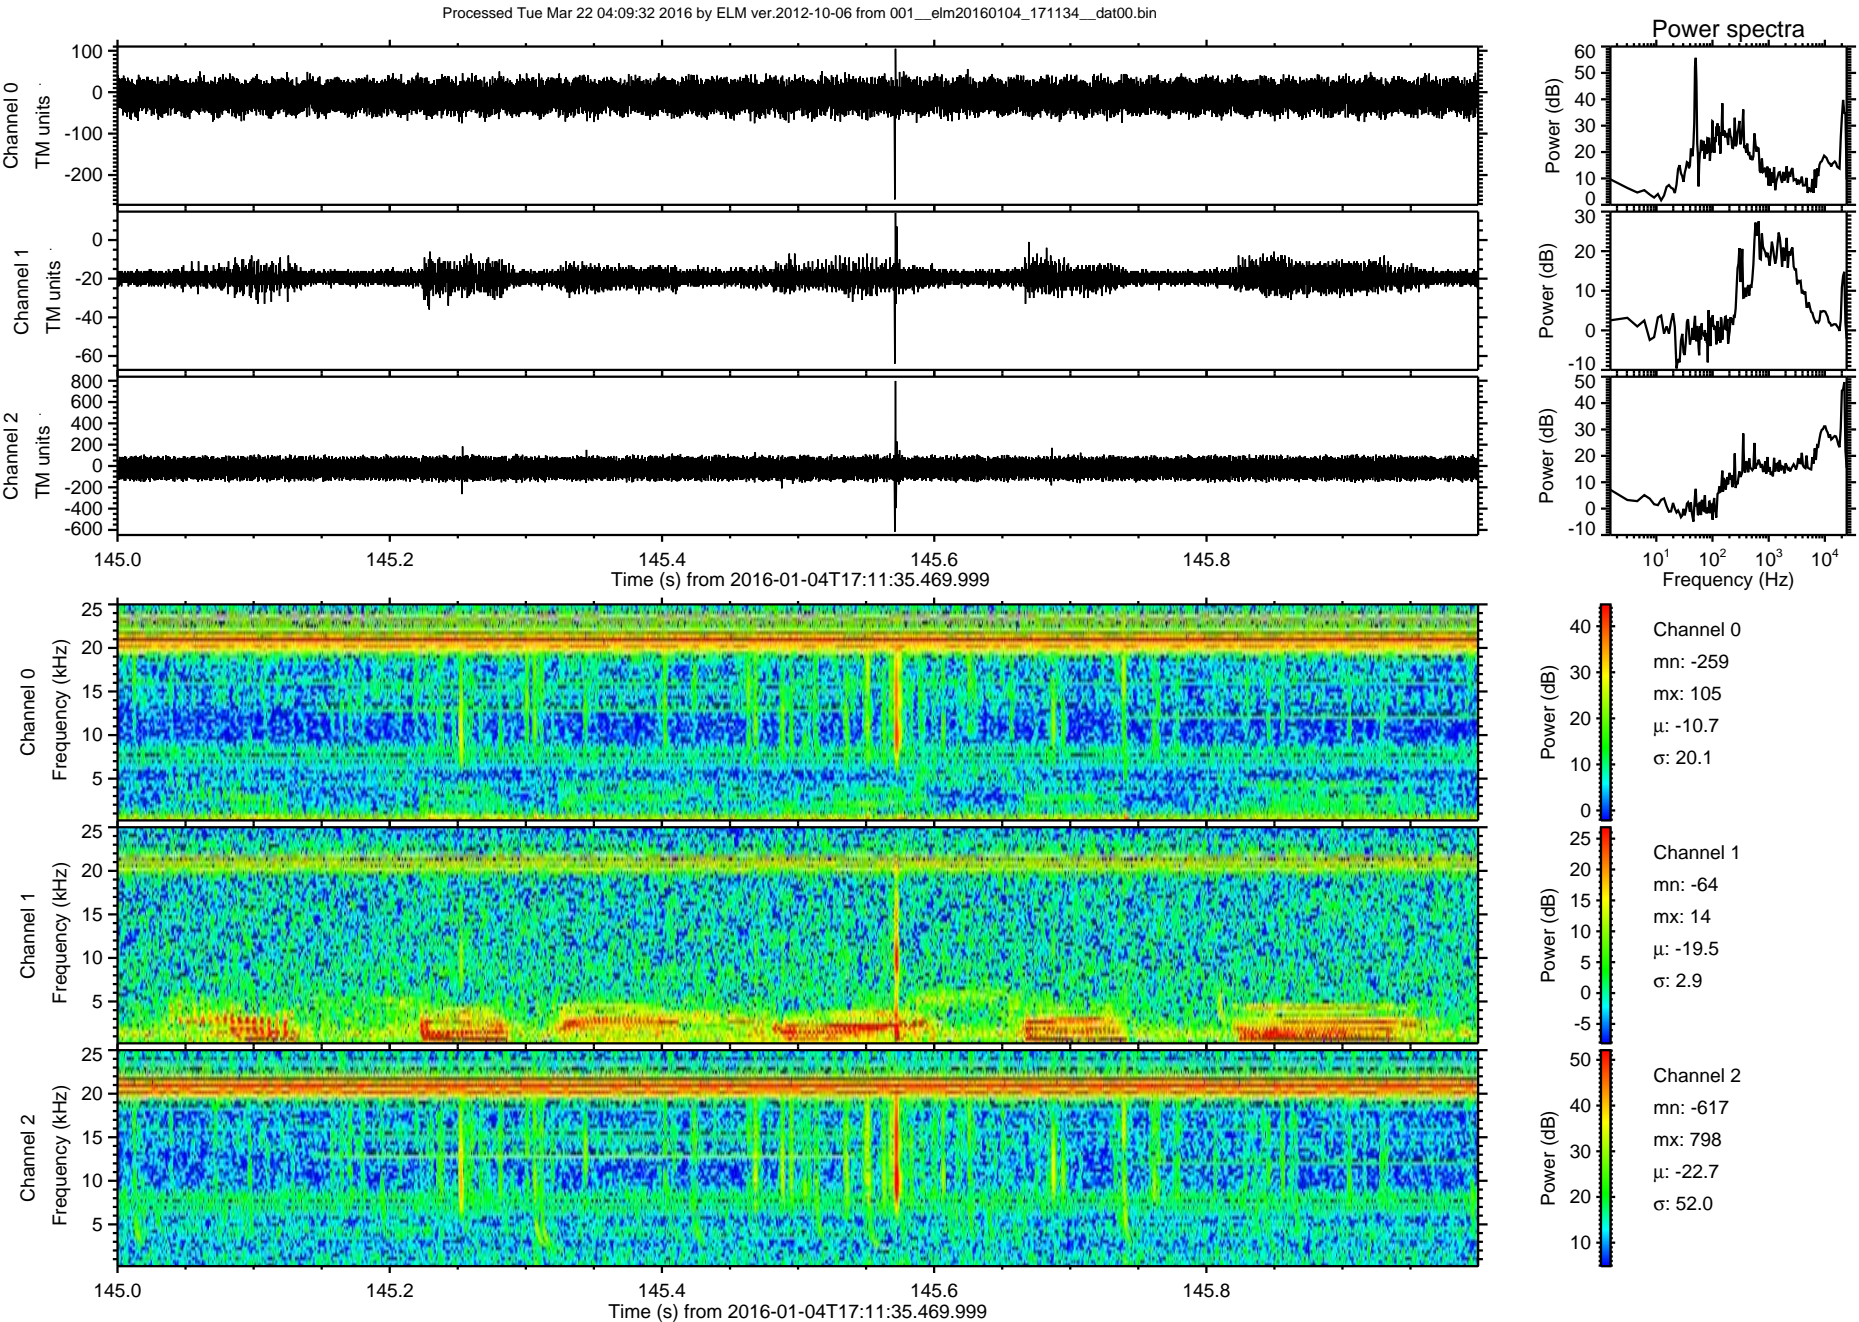 Processed Tue Mar 22 04:09:32 2016 by ELM ver.2012-10-06 from 001__elm20160104_171134__dat00.bin
Power spectra
Channel 0
TM units
100
0
-100
-200
Power (dB)
60
50
40
30
20
10
0
Channel 1
TM units
0
-20
-40
-60
Power (dB)
30
20
10
0
-10
Channel 2
TM units
800
600
400
200
0
-200
-400
-600
Power (dB)
50
40
30
20
10
0
-10
145.0 145.2 145.4 145.6 145.8
Time (s) from 2016-01-04T17:11:35.469.999
10¹ 10² 10³ 10⁴
Frequency (Hz)
Channel 0
Frequency (kHz)
25
20
15
10
5
Power (dB)
40
30
20
10
0
Channel 0
mn: -259
mx: 105
μ: -10.7
σ: 20.1
Channel 1
Frequency (kHz)
25
20
15
10
5
Power (dB)
25
20
15
10
5
0
-5
Channel 1
mn: -64
mx: 14
μ: -19.5
σ: 2.9
Channel 2
Frequency (kHz)
25
20
15
10
5
Power (dB)
50
40
30
20
10
Channel 2
mn: -617
mx: 798
μ: -22.7
σ: 52.0
145.0 145.2 145.4 145.6 145.8
Time (s) from 2016-01-04T17:11:35.469.999